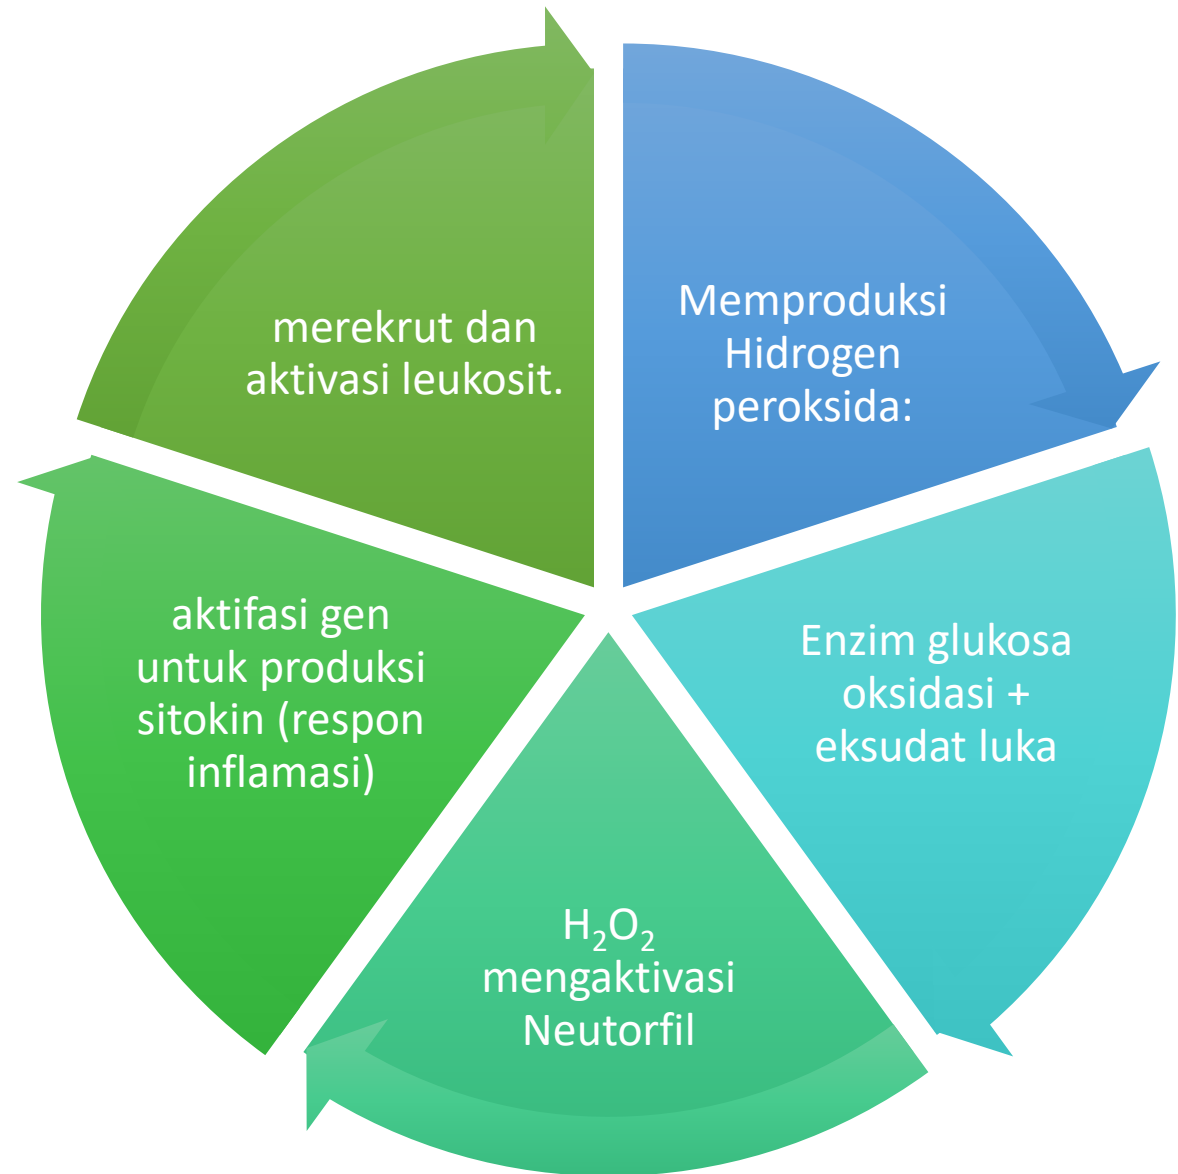 Memproduksi
Hidrogen
peroksida:
Enzim glukosa
oksidasi +
eksudat luka
H₂O₂
mengaktivasi
Neutorfil
aktifasi gen
untuk produksi
sitokin (respon
inflamasi)
merekrut dan
aktivasi leukosit.